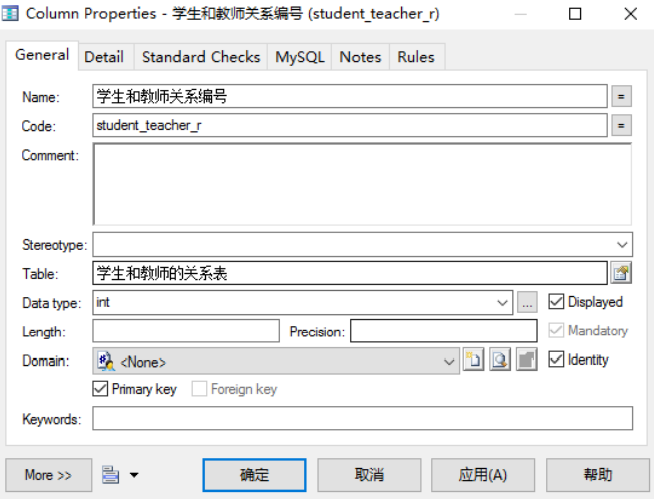 Column Properties - 学生和教师关系编号 (student_teacher_r)
General Detail Standard Checks MySQL Notes Rules
Name: 学生和教师关系编号 =
Code: student_teacher_r =
Comment:
Stereotype:
Table: 学生和教师的关系表
Data type: int ... Displayed
Length: Precision: Mandatory
Domain: <None> Identity
Primary key Foreign key
Keywords:
More >> 确定 取消 应用(A) 帮助